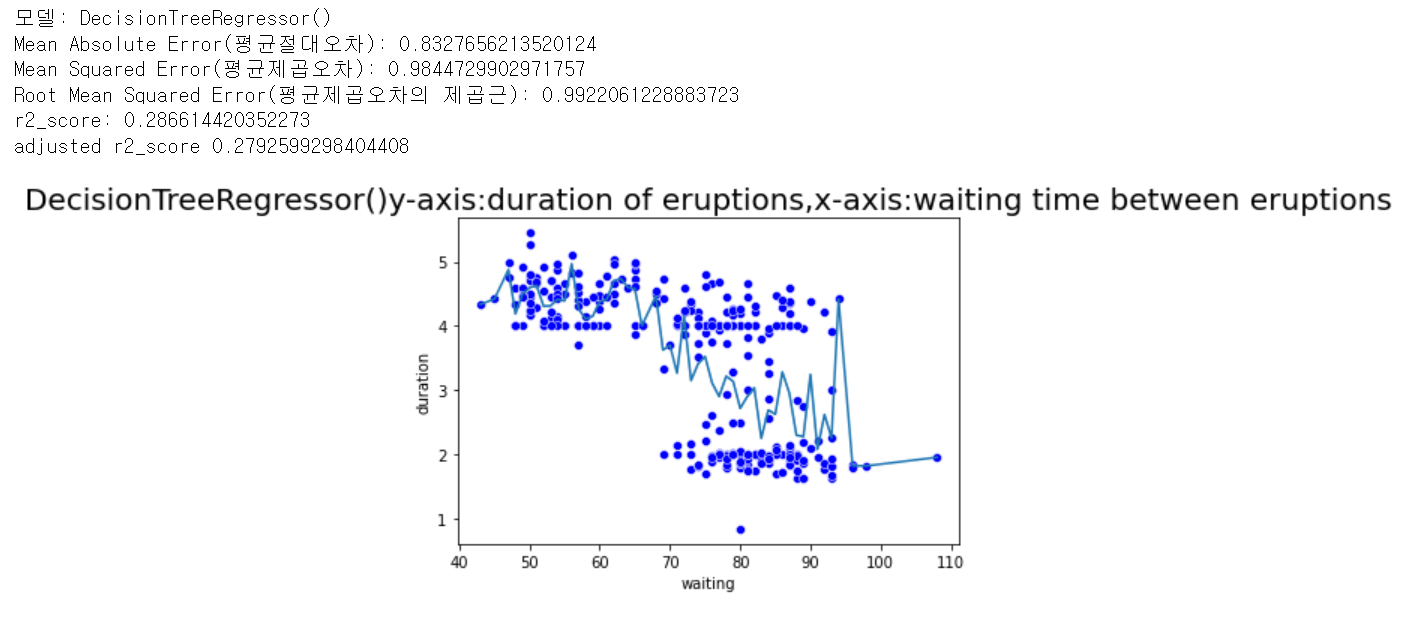 모델: DecisionTreeRegressor()
Mean Absolute Error(평균절대오차): 0.8327656213520124
Mean Squared Error(평균제곱오차): 0.9844729902971757
Root Mean Squared Error(평균제곱오차의 제곱근): 0.9922061228883723
r2_score: 0.286614420352273
adjusted r2_score 0.2792599298404408
DecisionTreeRegressor()y-axis:duration of eruptions,x-axis:waiting time between eruptions
5
4
3
2
1
duration
40 50 60 70 80 90 100 110
waiting